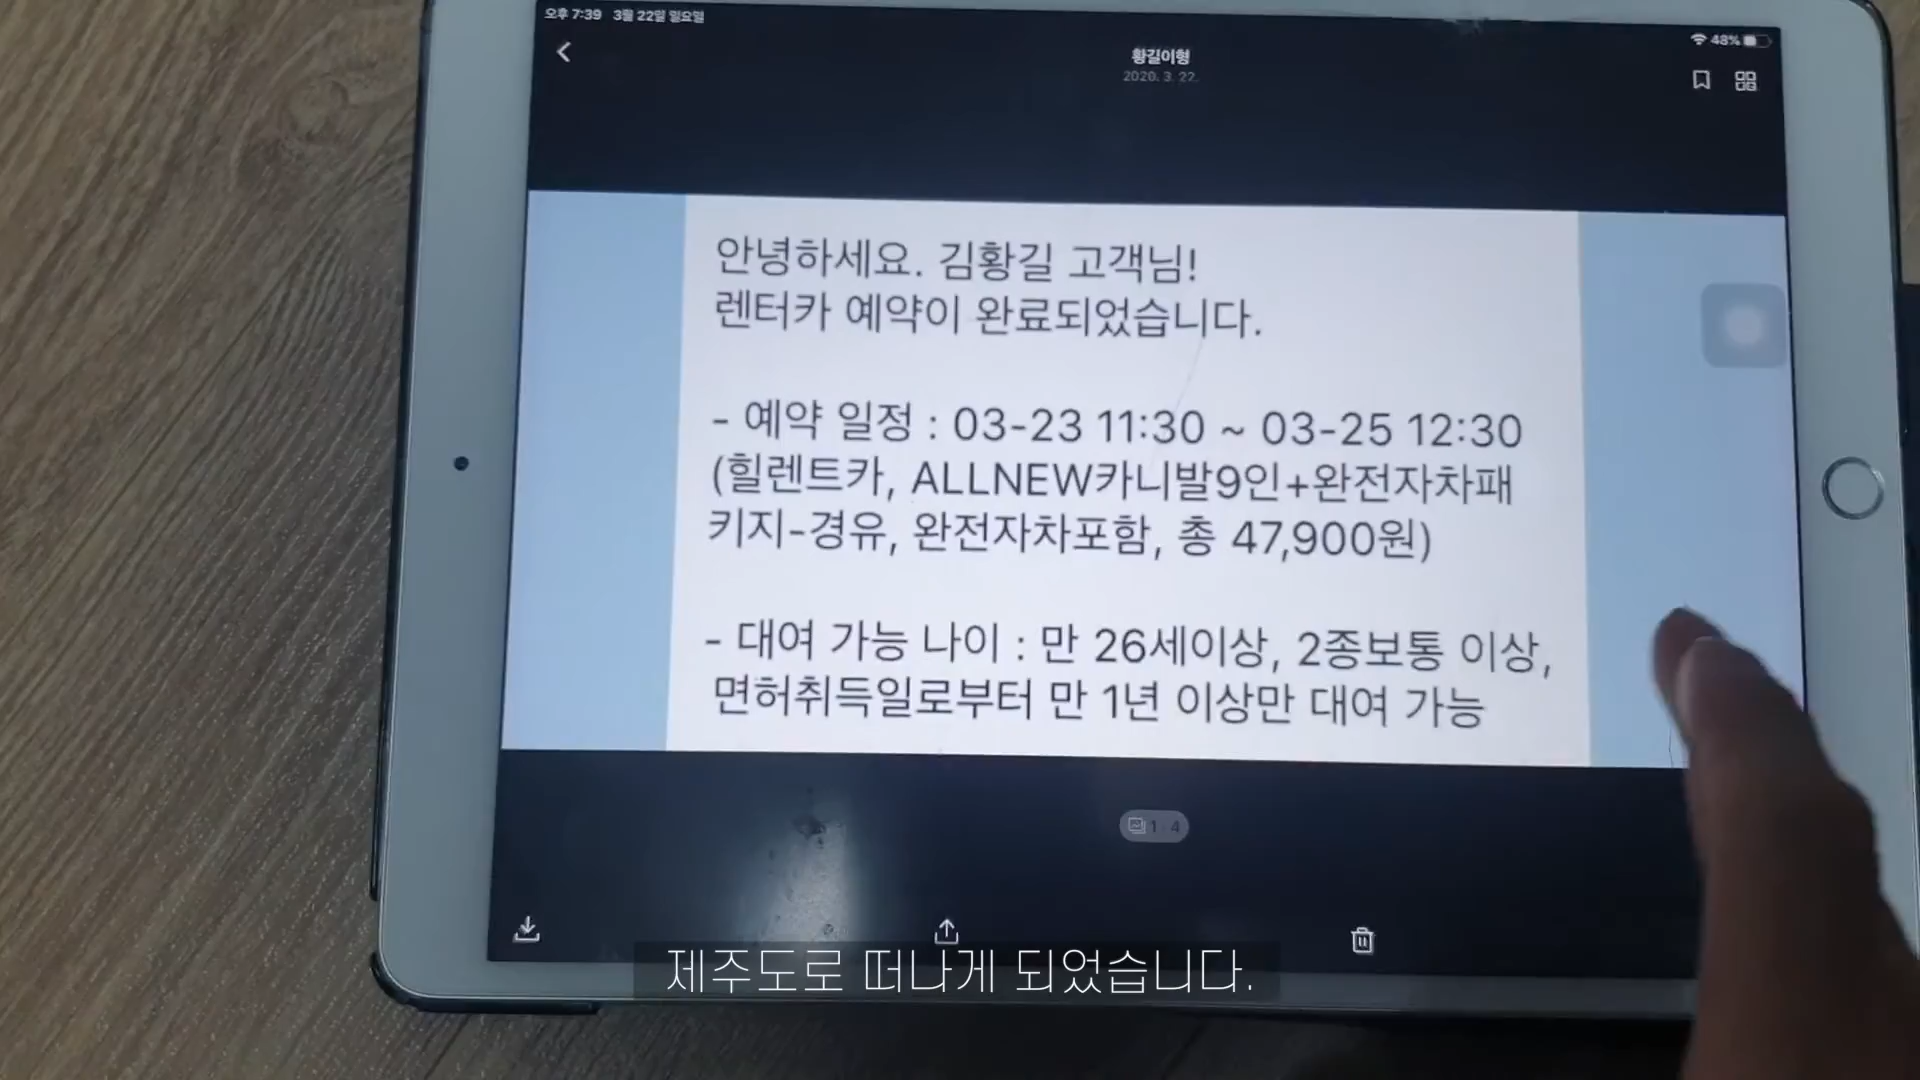 오후 7:39 3월 22일 일요일
48%
황길이형
2020. 3. 22.
안녕하세요. 김황길 고객님!
렌터카 예약이 완료되었습니다.
- 예약 일정 : 03-23 11:30 ~ 03-25 12:30
(힐렌트카, ALLNEW카니발9인+완전자차패
키지-경유, 완전자차포함, 총 47,900원)
- 대여 가능 나이 : 만 26세이상, 2종보통 이상,
면허취득일로부터 만 1년 이상만 대여 가능
1 4
제주도로 떠나게 되었습니다.